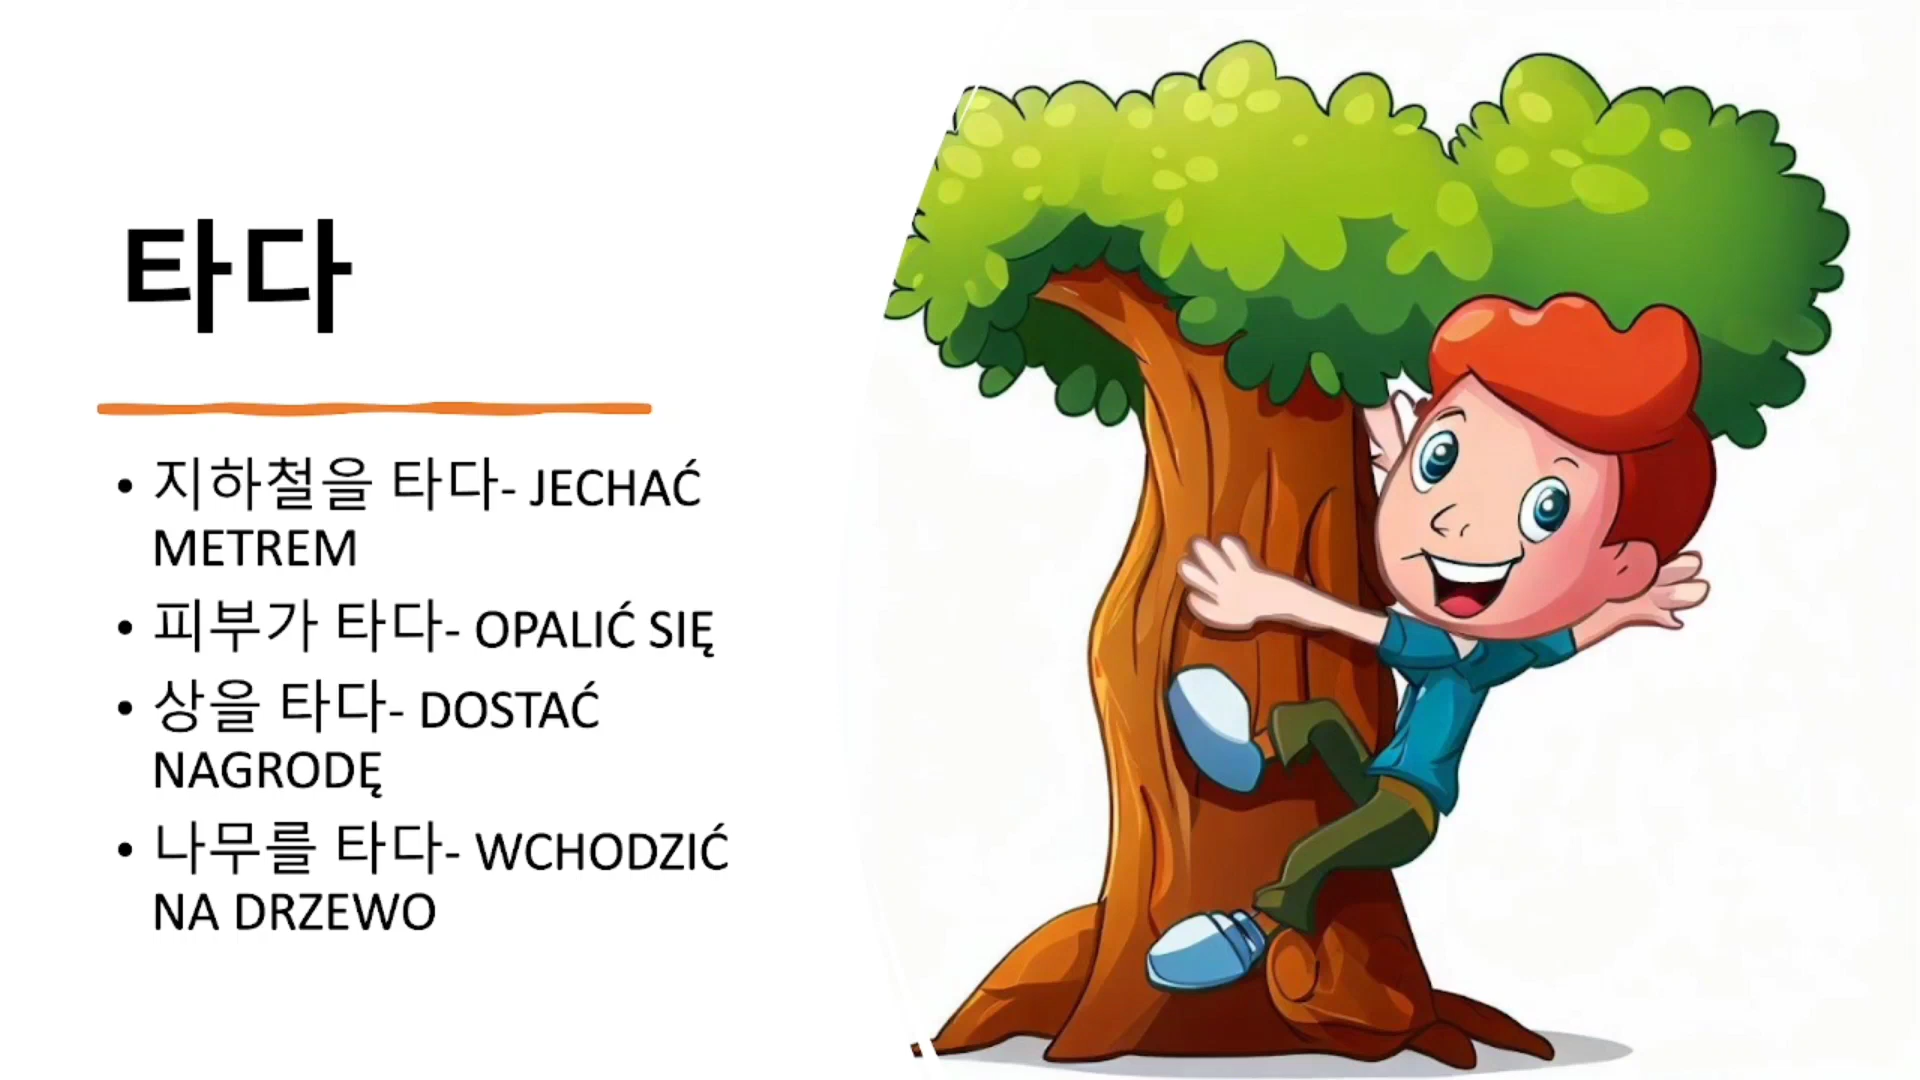 타다
• 지하철을 타다- JECHAĆ
METREM
• 피부가 타다- OPALIĆ SIĘ
• 상을 타다- DOSTAĆ
NAGRODĘ
• 나무를 타다- WCHODZIĆ
NA DRZEWO